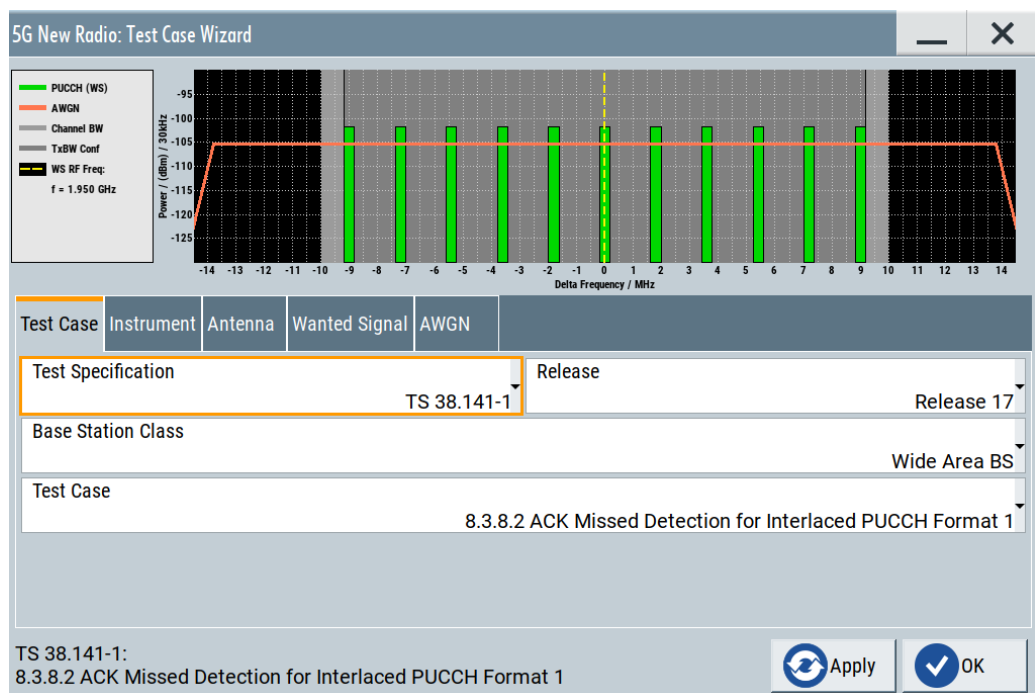 5G New Radio: Test Case Wizard
PUCCH (WS)
AWGN
Channel BW
TxBW Conf
WS RF Freq:
f = 1.950 GHz
Power / (dBm) / 30kHz
-95
-100
-105
-110
-115
-120
-125
-14 -13 -12 -11 -10 -9 -8 -7 -6 -5 -4 -3 -2 -1 0 1 2 3 4 5 6 7 8 9 10 11 12 13 14
Delta Frequency / MHz
Test Case Instrument Antenna Wanted Signal AWGN
Test Specification
TS 38.141-1
Release
Release 17
Base Station Class
Wide Area BS
Test Case
8.3.8.2 ACK Missed Detection for Interlaced PUCCH Format 1
TS 38.141-1:
8.3.8.2 ACK Missed Detection for Interlaced PUCCH Format 1
Apply
OK